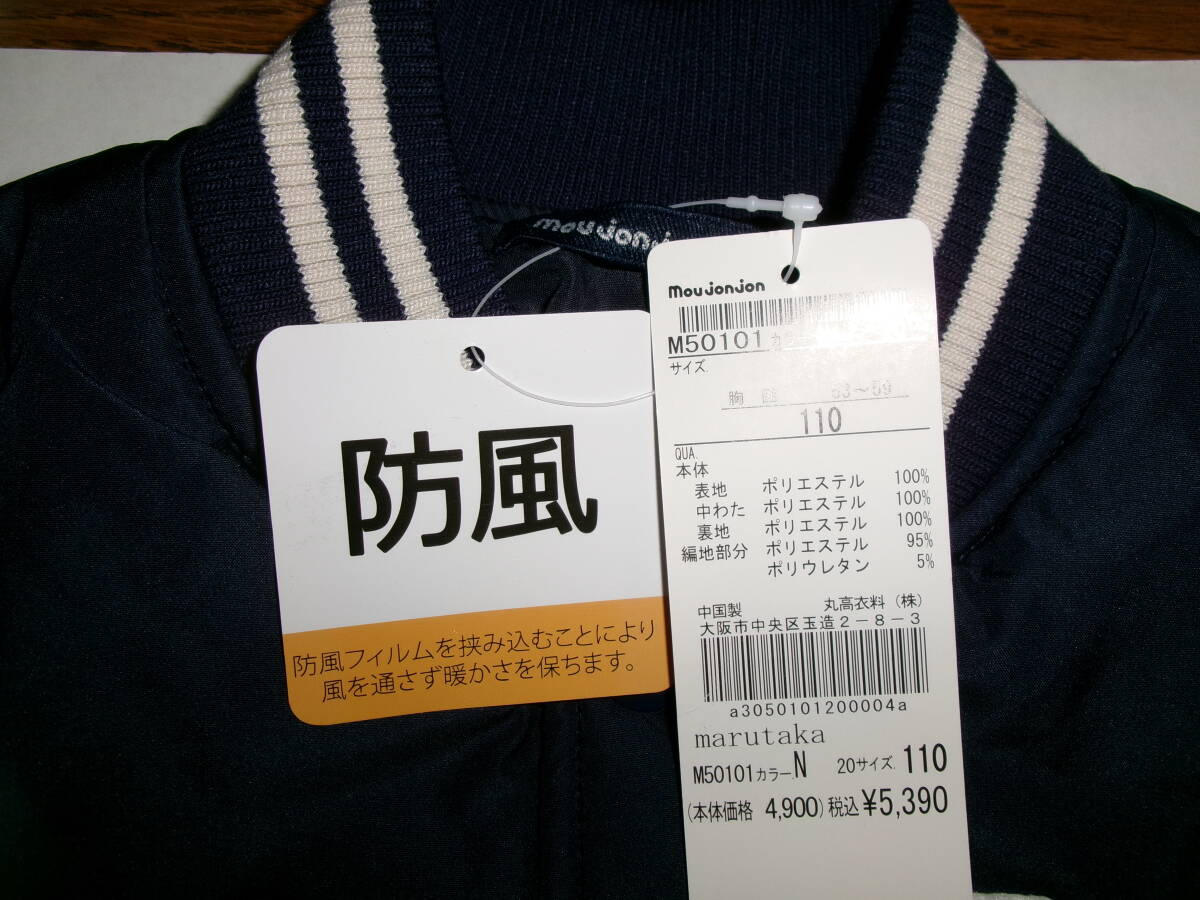 moujonj
防風
防風フィルムを挟み込むことにより
風を通さず暖かさを保ちます。
moujonjon
M50101
サイズ.
胸 53〜59
110
QUA.
本体
表地 ポリエステル 100%
中わた ポリエステル 100%
裏地 ポリエステル 100%
編地部分 ポリエステル 95%
ポリウレタン 5%
中国製 丸高衣料(株)
大阪市中央区玉造2-8-3
a3050101200004a
marutaka
M50101カラーN 20サイズ. 110
(本体価格 4,900)税込¥5,390